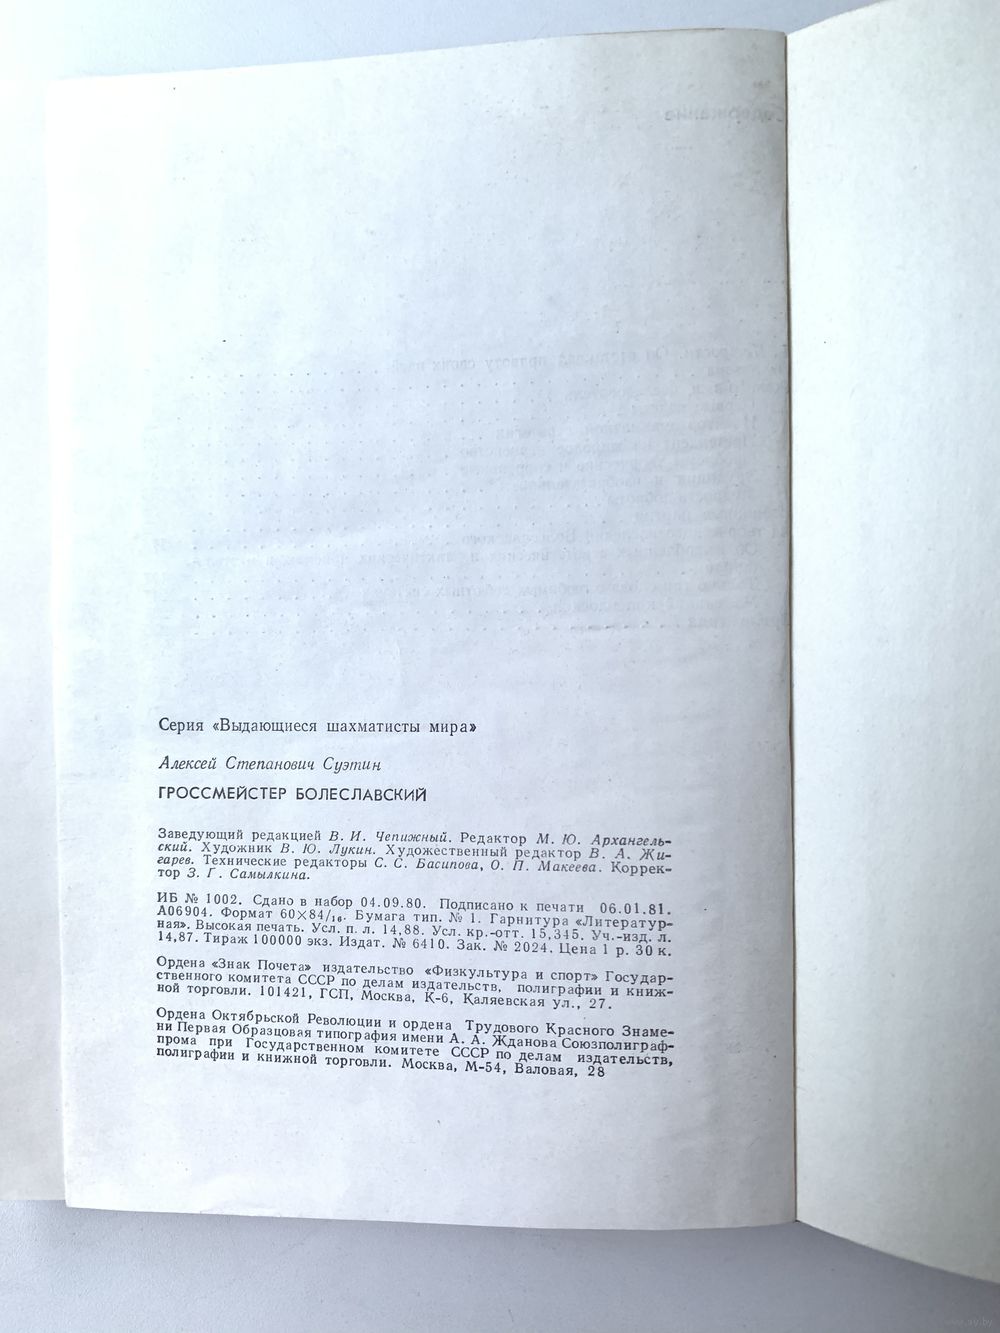 Серия «Выдающиеся шахматисты мира»
Алексей Степанович Суэтин
ГРОССМЕЙСТЕР БОЛЕСЛАВСКИЙ
Заведующий редакцией В. И. Чепижный. Редактор М. Ю. Архангель-
ский. Художник В. Ю. Лукин. Художественный редактор В. А. Жи-
гарев. Технические редакторы С. С. Басипова, О. П. Макеева. Коррек-
тор З. Г. Самылкина.
ИБ № 1002. Сдано в набор 04.09.80. Подписано к печати 06.01.81.
А06904. Формат 60×84/16. Бумага тип. № 1. Гарнитура «Литератур-
ная». Высокая печать. Усл. п. л. 14,88. Усл. кр.-отт. 15,345. Уч.-изд. л.
14,87. Тираж 100000 экз. Издат. № 6410. Зак. № 2024. Цена 1 р. 30 к.
Ордена «Знак Почета» издательство «Физкультура и спорт» Государ-
ственного комитета СССР по делам издательств, полиграфии и книж-
ной торговли. 101421, ГСП, Москва, К-6, Каляевская ул., 27.
Ордена Октябрьской Революции и ордена Трудового Красного Знаме-
ни Первая Образцовая типография имени А. А. Жданова Союзполиграф-
прома при Государственном комитете СССР по делам издательств,
полиграфии и книжной торговли. Москва, М-54, Валовая, 28